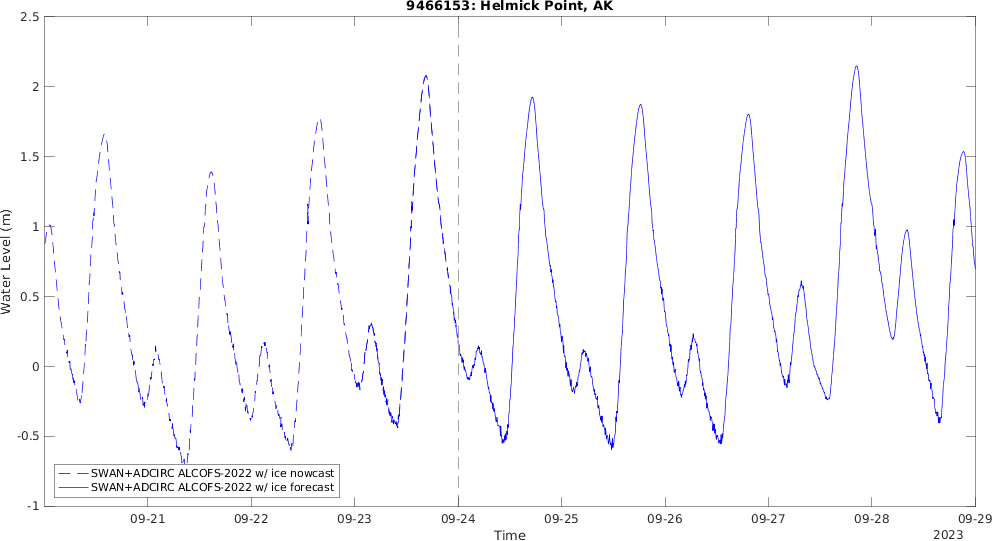 9466153: Helmick Point, AK
2.5
2
1.5
1
0.5
0
-0.5
-1
Water Level (m)
SWAN+ADCIRC ALCOFS-2022 w/ ice nowcast
SWAN+ADCIRC ALCOFS-2022 w/ ice forecast
09-21 09-22 09-23 09-24 09-25 09-26 09-27 09-28 09-29
Time
2023